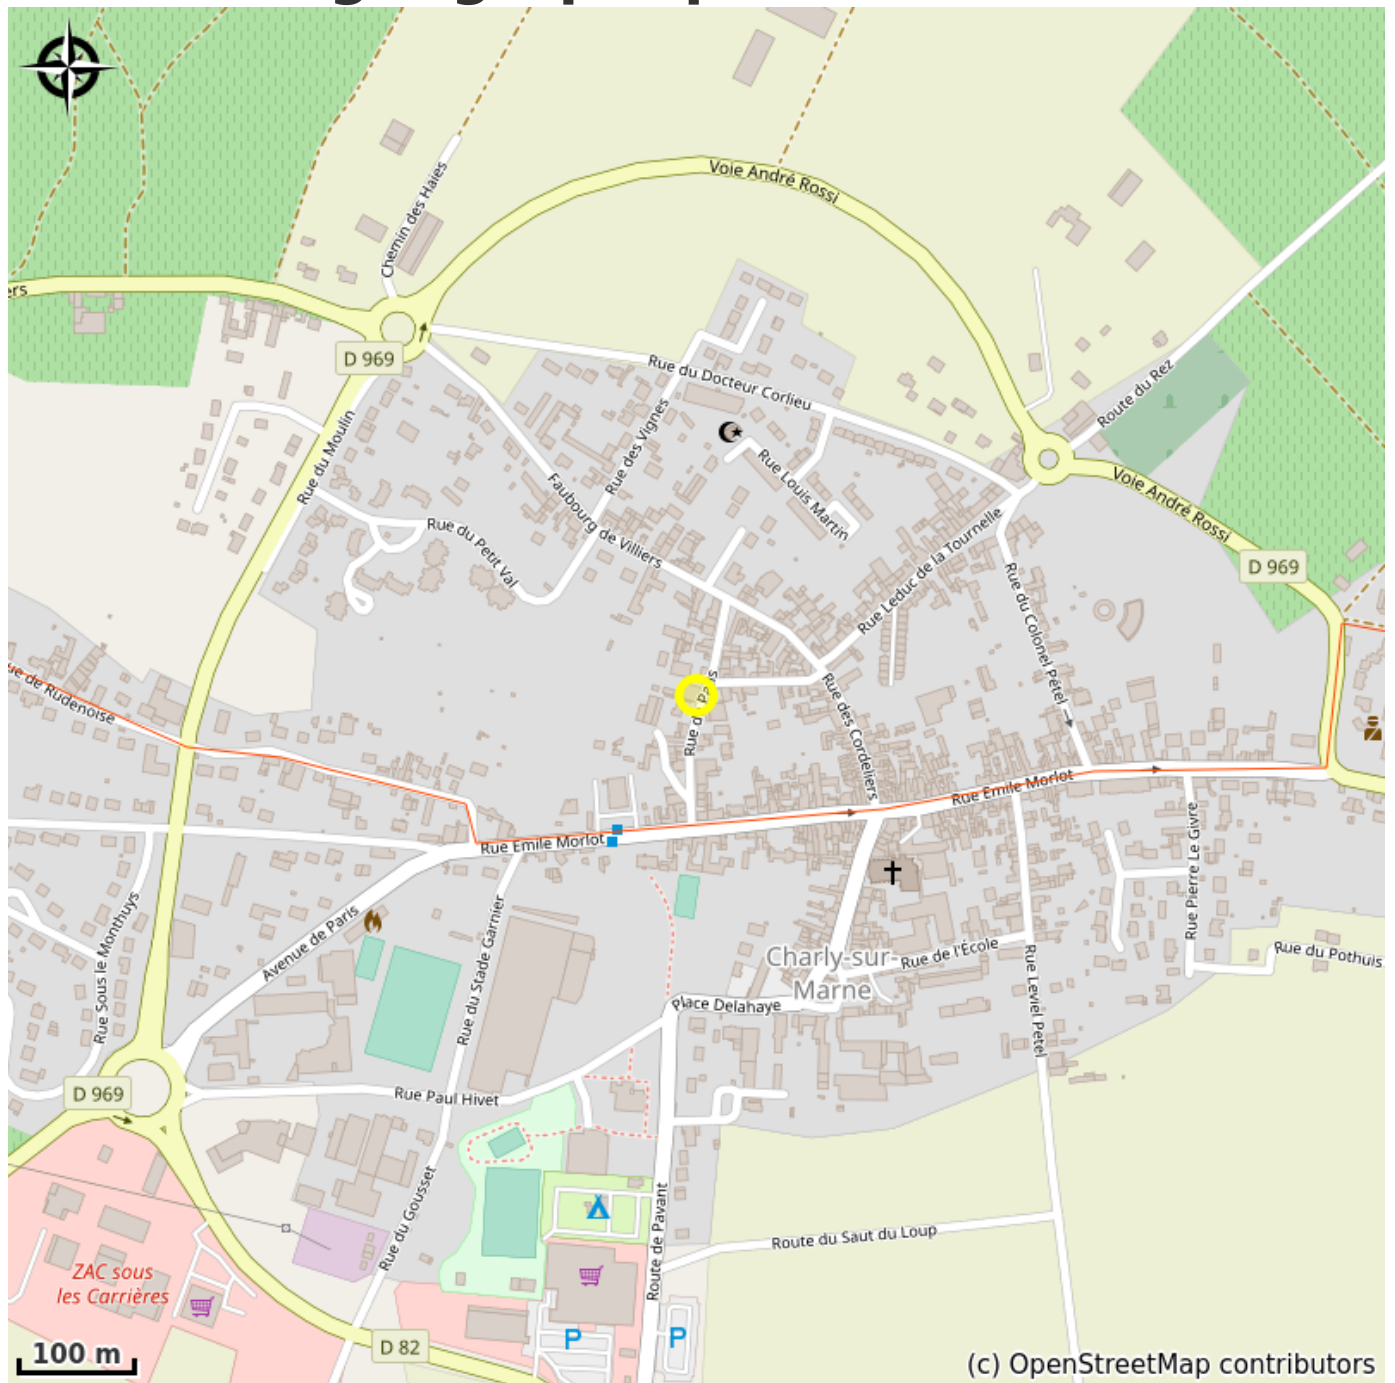 Voie André Rossi
Chemin des Haies
ers
D 969
Rue du Docteur Corlieu
Route du Rez
Rue du Moulin
Rue des Vignes
Rue Louis Martin
Voie André Rossi
Faubourg de Villiers
Rue du Petit Val
Rue Leduc de la Tournelle
D 969
Rue du Colonel Pétel
ue de Rudenoise
Rue des Cordeliers
Rue Emile Morlot
Rue Emile Morlot
Rue Pierre Le Givre
Rue Sous le Monthuys
Avenue de Paris
Rue du Stade Garnier
Charly-sur-
Marne
Rue de l'École
Rue du Pothuis
Place Delahaye
Rue Leviel Petel
D 969
Rue Paul Hivet
Rue du Gousset
Route de Pavant
Route du Saut du Loup
ZAC sous
les Carrières
P
P
D 82
100 m
(c) OpenStreetMap contributors